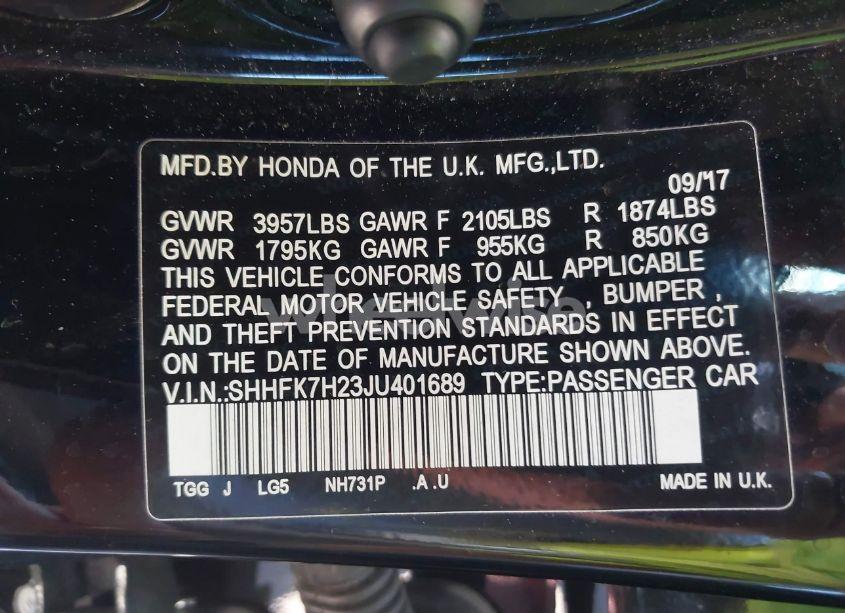 MFD.BY HONDA OF THE U.K. MFG.,LTD.
09/'17
GVWR 3957LBS GAWR F 2105LBS R 1874LBS
GVWR 1795KG GAWR F 955KG R 850KG
THIS VEHICLE CONFORMS TO ALL APPLICABLE
FEDERAL MOTOR VEHICLE SAFETY , BUMPER ,
AND THEFT PREVENTION STANDARDS IN EFFECT
ON THE DATE OF MANUFACTURE SHOWN ABOVE.
V.I.N.:SHHFK7H23JU401689 TYPE:PASSENGER CAR
TGG J LG5 NH731P .A .U MADE IN U.K.